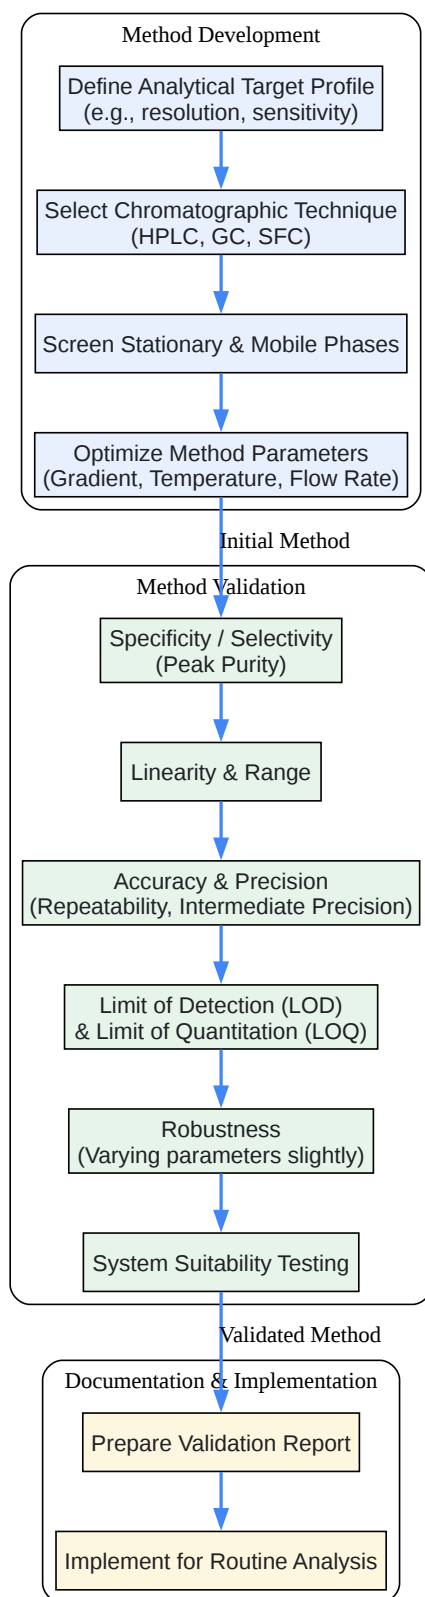 Method Development
Define Analytical Target Profile
(e.g., resolution, sensitivity)
Select Chromatographic Technique
(HPLC, GC, SFC)
Screen Stationary & Mobile Phases
Optimize Method Parameters
(Gradient, Temperature, Flow Rate)
Initial Method
Method Validation
Specificity / Selectivity
(Peak Purity)
Linearity & Range
Accuracy & Precision
(Repeatability, Intermediate Precision)
Limit of Detection (LOD)
& Limit of Quantitation (LOQ)
Robustness
(Varying parameters slightly)
System Suitability Testing
Validated Method
Documentation & Implementation
Prepare Validation Report
Implement for Routine Analysis